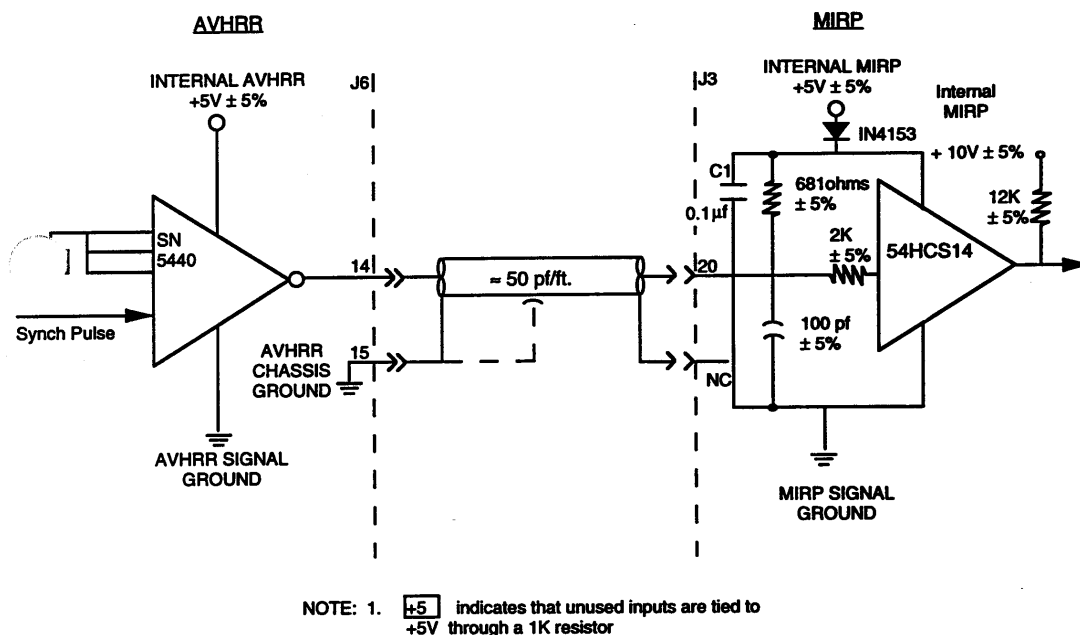 AVHRR
MIRP
INTERNAL AVHRR
+5V ± 5%
J6
J3
INTERNAL MIRP
+5V ± 5%
Internal
MIRP
IN4153
+ 10V ± 5%
C1
681ohms
± 5%
12K
± 5%
0.1 µf
2K
± 5%
54HCS14
SN
5440
14
≈ 50 pf/ft.
20
Synch Pulse
100 pf
± 5%
AVHRR
CHASSIS
GROUND
15
NC
AVHRR SIGNAL
GROUND
MIRP SIGNAL
GROUND
NOTE: 1. +5 indicates that unused inputs are tied to
+5V through a 1K resistor